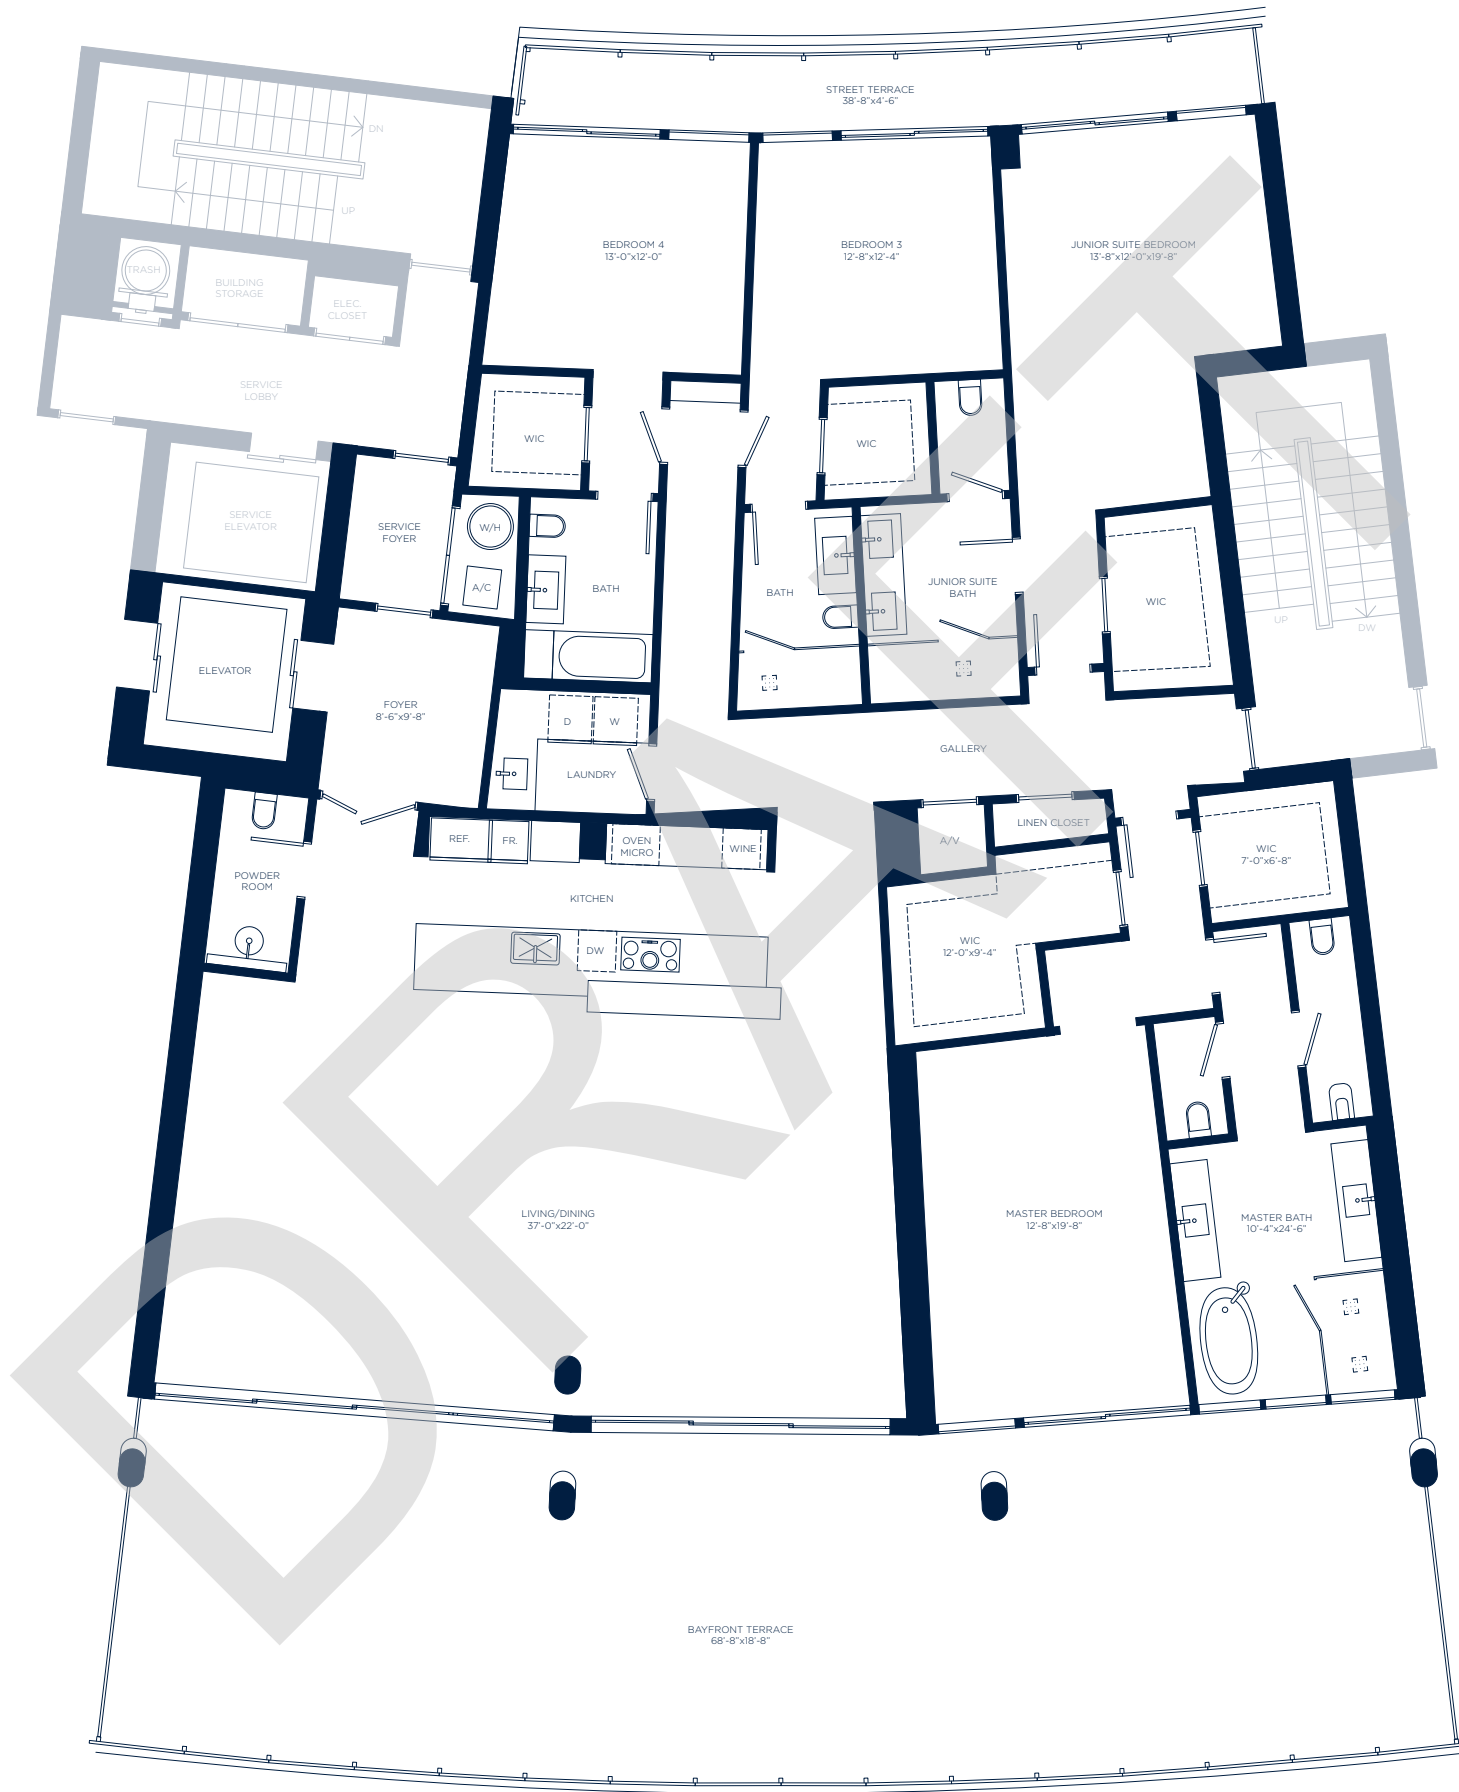 STREET TERRACE
38'-8"x4'-6"
DN
UP
BEDROOM 4
13'-0"x12'-0"
BEDROOM 3
12'-8"x12'-4"
JUNIOR SUITE BEDROOM
13'-8x12'-0"x19'-8"
TRASH
BUILDING
STORAGE
ELEC.
CLOSET
SERVICE
LOBBY
WIC
WIC
SERVICE
ELEVATOR
SERVICE
FOYER
W/H
A/C
BATH
BATH
JUNIOR SUITE
BATH
WIC
UP
DW
ELEVATOR
FOYER
8'-6"x9'-8"
D
W
LAUNDRY
GALLERY
REF.
FR.
OVEN
MICRO
WINE
A/V
LINEN CLOSET
WIC
7'-0"x6'-8"
POWDER
ROOM
KITCHEN
DW
WIC
12'-0"x9'-4"
LIVING/DINING
37'-0"x22'-0"
MASTER BEDROOM
12'-8"x19'-8"
MASTER BATH
10'-4"x24'-6"
BAYFRONT TERRACE
68'-8"x18'-8"
DRAFT